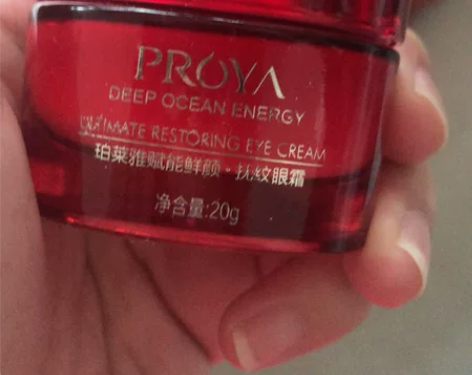 PROYA
DEEP OCEAN ENERGY
ULTIMATE RESTORING EYE CREAM
珀莱雅赋能鲜颜·抚纹眼霜
净含量:20g